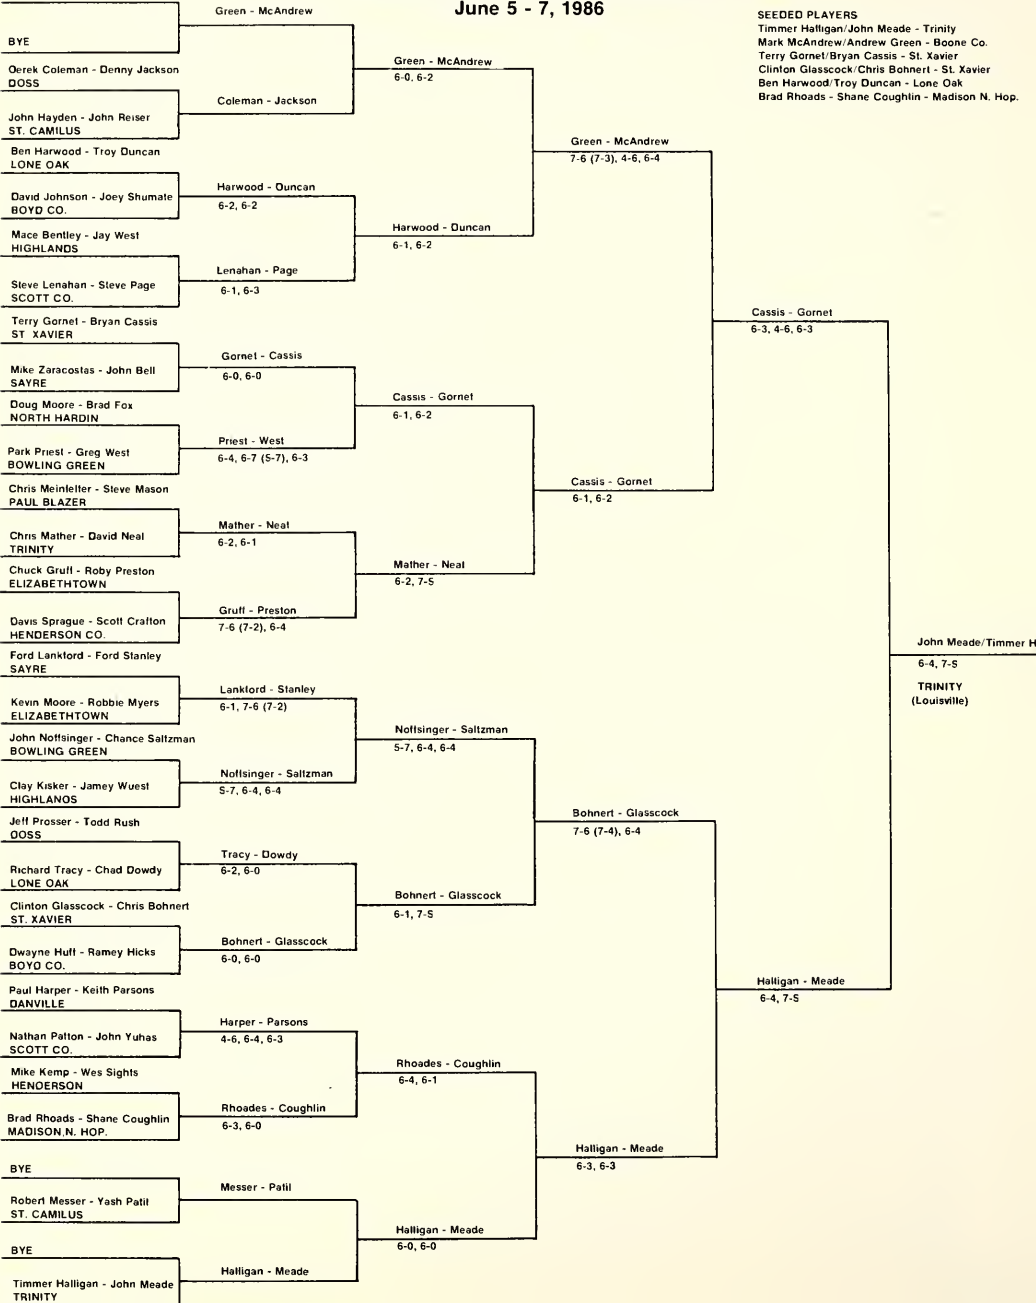 June 5 - 7, 1986
SEEDED PLAYERS
Timmer Halligan/John Meade - Trinity
Mark McAndrew/Andrew Green - Boone Co.
Terry Gornet/Bryan Cassis - St. Xavier
Clinton Glasscock/Chris Bohnert - St. Xavier
Ben Harwood/Troy Duncan - Lone Oak
Brad Rhoads - Shane Coughlin - Madison N. Hop.
BYE
Derek Coleman - Denny Jackson
DOSS
John Hayden - John Reiser
ST. CAMILUS
Ben Harwood - Troy Duncan
LONE OAK
David Johnson - Joey Shumate
BOYD CO.
Mace Bentley - Jay West
HIGHLANDS
Steve Lenahan - Steve Page
SCOTT CO.
Terry Gornet - Bryan Cassis
ST XAVIER
Mike Zaracostas - John Bell
SAYRE
Doug Moore - Brad Fox
NORTH HARDIN
Park Priest - Greg West
BOWLING GREEN
Chris Meinfelter - Steve Mason
PAUL BLAZER
Chris Mather - David Neal
TRINITY
Chuck Gruff - Roby Preston
ELIZABETHTOWN
Davis Sprague - Scott Crafton
HENDERSON CO.
Ford Lankford - Ford Stanley
SAYRE
Kevin Moore - Robbie Myers
ELIZABETHTOWN
John Noffsinger - Chance Saltzman
BOWLING GREEN
Clay Kisker - Jamey Wuest
HIGHLANDS
Jeff Prosser - Todd Rush
DOSS
Richard Tracy - Chad Dowdy
LONE OAK
Clinton Glasscock - Chris Bohnert
ST. XAVIER
Dwayne Huff - Ramey Hicks
BOYD CO.
Paul Harper - Keith Parsons
DANVILLE
Nathan Patton - John Yuhas
SCOTT CO.
Mike Kemp - Wes Sights
HENDERSON
Brad Rhoads - Shane Coughlin
MADISON, N. HOP.
BYE
Robert Messer - Yash Patil
ST. CAMILUS
BYE
Timmer Halligan - John Meade
TRINITY
Green - McAndrew
Coleman - Jackson
Harwood - Duncan
6-2, 6-2
Lenahan - Page
6-1, 6-3
Gornet - Cassis
6-0, 6-0
Priest - West
6-4, 6-7 (5-7), 6-3
Mather - Neal
6-2, 6-1
Gruff - Preston
7-6 (7-2), 6-4
Lankford - Stanley
6-1, 7-6 (7-2)
Noffsinger - Saltzman
5-7, 6-4, 6-4
Tracy - Dowdy
6-2, 6-0
Bohnert - Glasscock
6-0, 6-0
Harper - Parsons
4-6, 6-4, 6-3
Rhoades - Coughlin
6-3, 6-0
Messer - Patil
Halligan - Meade
Green - McAndrew
6-0, 6-2
Harwood - Duncan
6-1, 6-2
Cassis - Gornet
6-1, 6-2
Mather - Neal
6-2, 7-5
Noffsinger - Saltzman
5-7, 6-4, 6-4
Bohnert - Glasscock
6-1, 7-5
Rhoades - Coughlin
6-4, 6-1
Halligan - Meade
6-0, 6-0
Green - McAndrew
7-6 (7-3), 4-6, 6-4
Cassis - Gornet
6-1, 6-2
Bohnert - Glasscock
7-6 (7-4), 6-4
Halligan - Meade
6-3, 6-3
Cassis - Gornet
6-3, 4-6, 6-3
Halligan - Meade
6-4, 7-5
John Meade/Timmer H
6-4, 7-5
TRINITY
(Louisville)